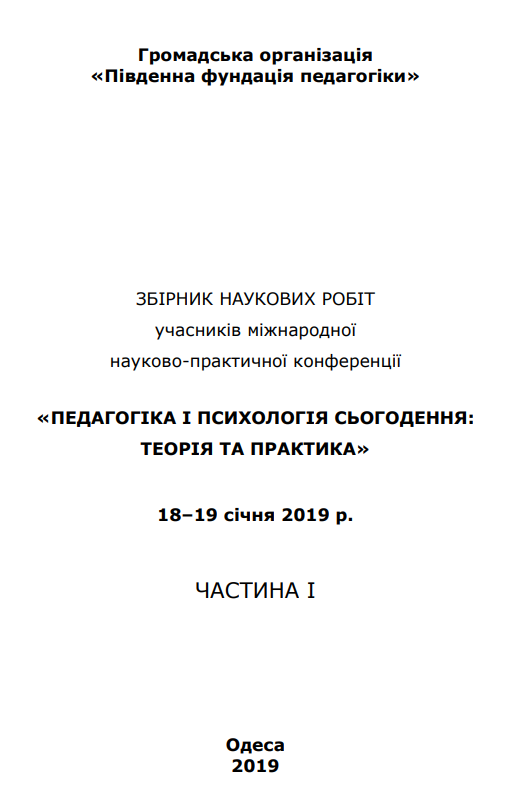 Громадська організація
«Південна фундація педагогіки»
ЗБІРНИК НАУКОВИХ РОБІТ
учасників міжнародної
науково-практичної конференції
«ПЕДАГОГІКА І ПСИХОЛОГІЯ СЬОГОДЕННЯ:
ТЕОРІЯ ТА ПРАКТИКА»
18–19 січня 2019 р.
ЧАСТИНА І
Одеса
2019